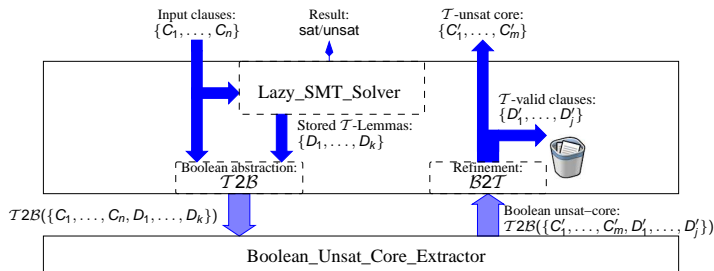 Input clauses:
{C₁, . . . , Cₙ}
Result:
sat/unsat
𝒯-unsat core:
{C′₁, . . . , C′ₘ}
Lazy_SMT_Solver
𝒯-valid clauses:
{D′₁, . . . , D′ⱼ}
Stored 𝒯-Lemmas:
{D₁, . . . , Dₖ}
Boolean abstraction:
𝒯2ℬ
Refinement:
ℬ2𝒯
𝒯2ℬ({C₁, . . . , Cₙ, D₁, . . . , Dₖ})
Boolean unsat–core:
𝒯2ℬ({C′₁, . . . , C′ₘ, D′₁, . . . , D′ⱼ})
Boolean_Unsat_Core_Extractor